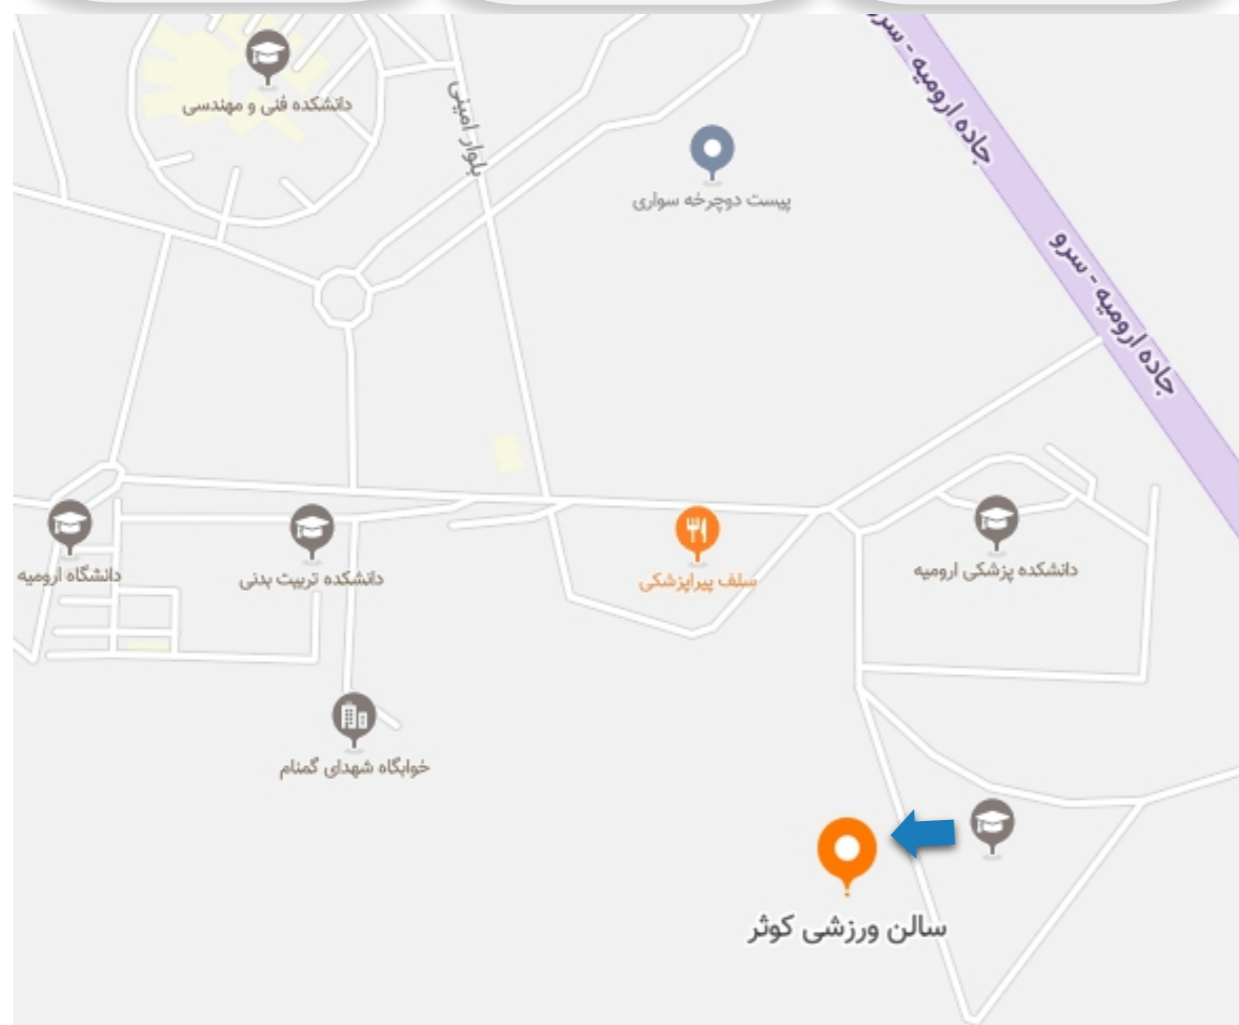 جاده ارومیه - سرو
دانشکده فنی و مهندسی
بلوار امینی
پیست دوچرخه سواری
جاده ارومیه - سرو
دانشگاه ارومیه
دانشکده تربیت بدنی
سلف پیراپزشکی
دانشکده پزشکی ارومیه
خوابگاه شهدای گمنام
سالن ورزشی کوثر